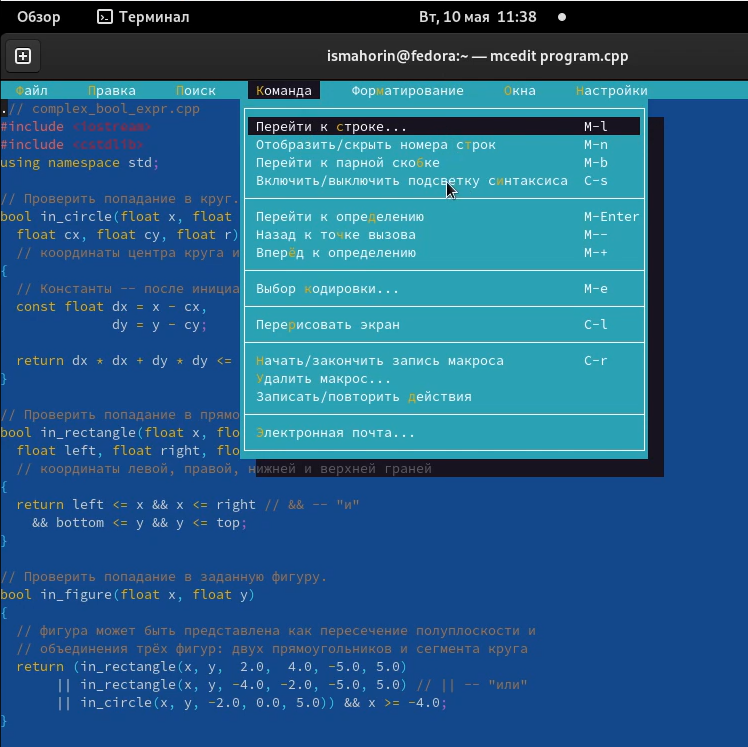 Обзор Терминал Вт, 10 мая 11:38
ismahorin@fedora:~ — mcedit program.cpp
Файл Правка Поиск Команда Форматирование Окна Настройки
.// complex_bool_expr.cpp
#include <iostream> Перейти к строке... M-l
#include <cstdlib> Отобразить/скрыть номера строк M-n
using namespace std; Перейти к парной скобке M-b
Включить/выключить подсветку синтаксиса C-s
// Проверить попадание в круг.
bool in_circle(float x, float Перейти к определению M-Enter
float cx, float cy, float r) Назад к точке вызова M--
// координаты центра круга и Вперёд к определению M-+
{
// Константы -- после инициа Выбор кодировки... M-e
const float dx = x - cx,
dy = y - cy; Перерисовать экран C-l
return dx * dx + dy * dy <= Начать/закончить запись макроса C-r
} Удалить макрос...
Записать/повторить действия
// Проверить попадание в прямо
bool in_rectangle(float x, flo Электронная почта...
float left, float right, flo
// координаты левой, правой, нижней и верхней граней
{
return left <= x && x <= right // && -- "и"
&& bottom <= y && y <= top;
}
// Проверить попадание в заданную фигуру.
bool in_figure(float x, float y)
{
// фигура может быть представлена как пересечение полуплоскости и
// объединения трёх фигур: двух прямоугольников и сегмента круга
return (in_rectangle(x, y, 2.0, 4.0, -5.0, 5.0)
|| in_rectangle(x, y, -4.0, -2.0, -5.0, 5.0) // || -- "или"
|| in_circle(x, y, -2.0, 0.0, 5.0)) && x >= -4.0;
}